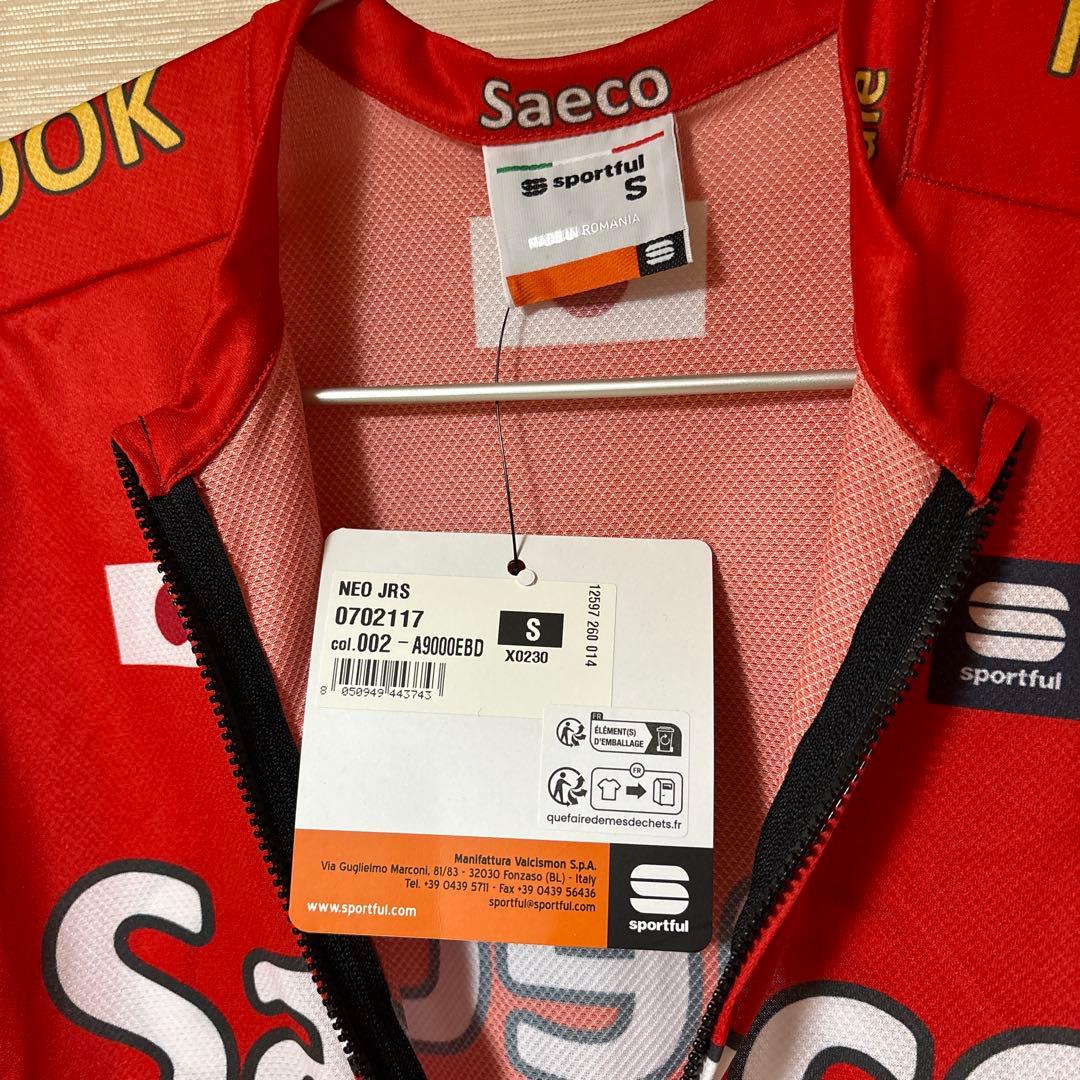 Saeco
OOK
sportful
S
MADE IN ROMANIA
NEO JRS
0702117
col.002 - A9000EBD
S
X0230
12597 260 014
8 050949 443743
FR
ÉLÉMENT(S)
D'EMBALLAGE
FR
quefairedemesdechets.fr
Manifattura Valcismon S.p.A.
Via Guglielmo Marconi, 81/83 - 32030 Fonzaso (BL) - Italy
Tel. +39 0439 5711 - Fax +39 0439 56436
sportful@sportful.com
www.sportful.com
sportful
sportful